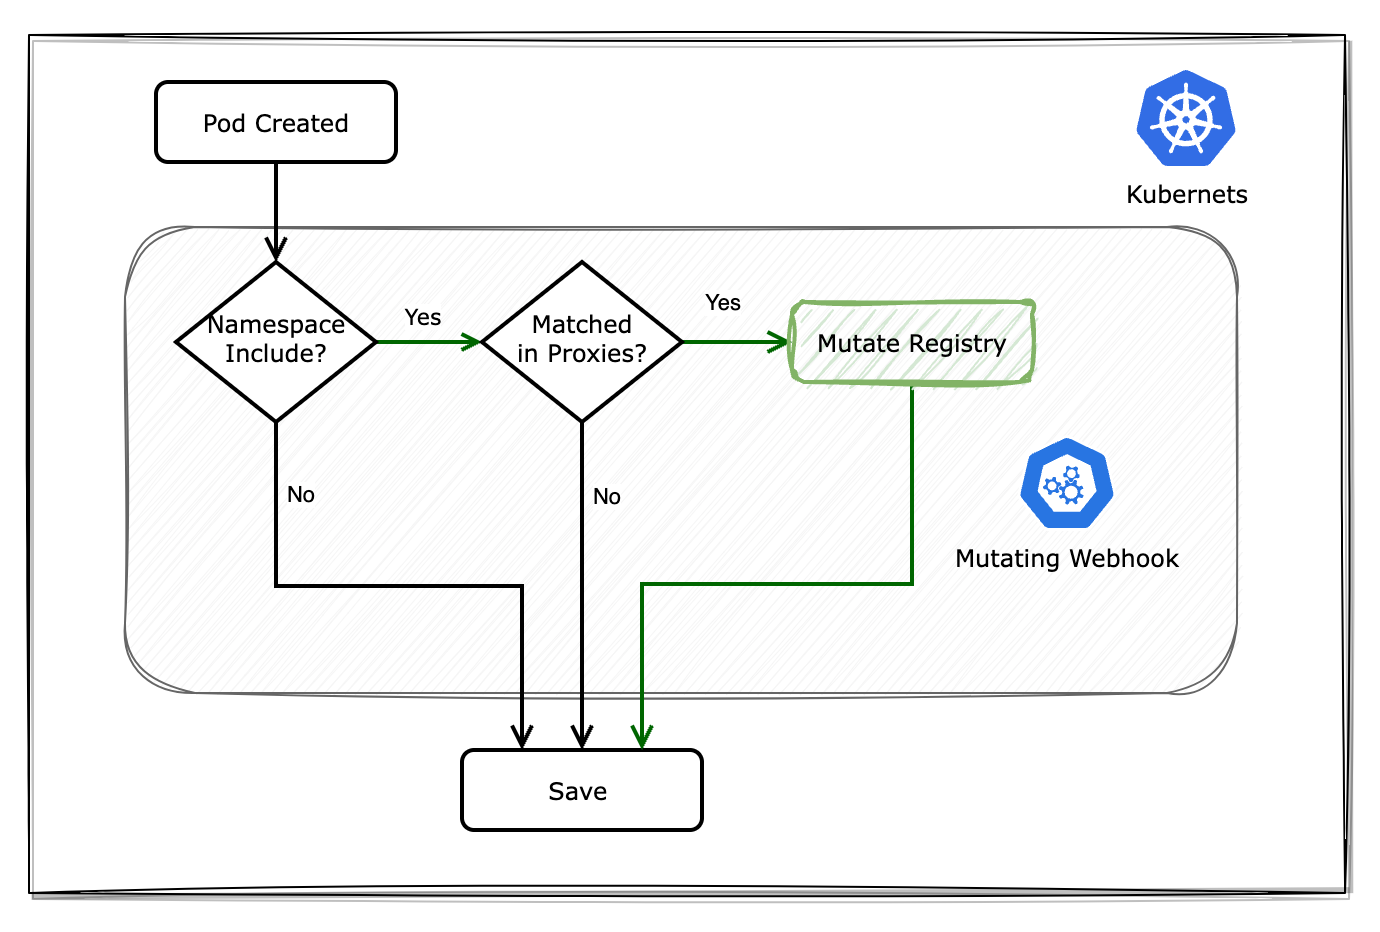 Pod Created
Kubernets
Namespace
Include?
Yes
Matched
in Proxies?
Yes
Mutate Registry
No
No
Mutating Webhook
Save